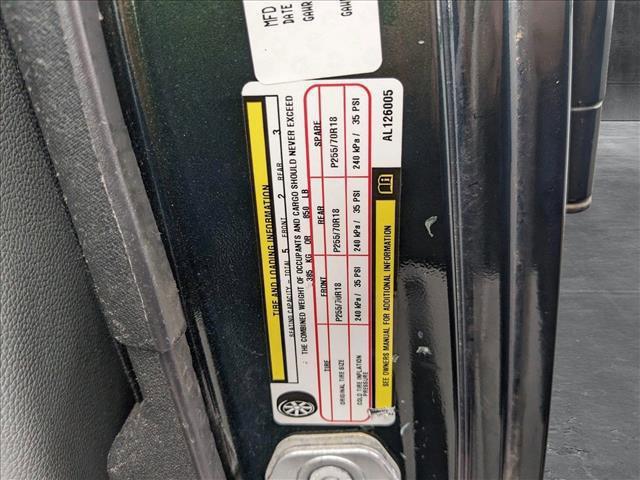 MFD
DATE
GAWR
TIRE AND LOADING INFORMATION
SEATING CAPACITY – TOTAL 5 FRONT 2 REAR 3
THE COMBINED WEIGHT OF OCCUPANTS AND CARGO SHOULD NEVER EXCEED
385 KG OR 850 LB
TIRE FRONT REAR SPARE
ORIGINAL TIRE SIZE P255/70R18 P255/70R18 P255/70R18
COLD TIRE INFLATION PRESSURE 240 kPa / 35 PSI 240 kPa / 35 PSI 240 kPa / 35 PSI
SEE OWNERS MANUAL FOR ADDITIONAL INFORMATION
AL126005